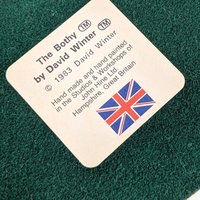 The Bothy TM
by David Winter TM
© 1983 David Winter
Hand made and hand painted
in the Studios & Workshops of
John Hine Ltd.
Hampshire, Great Britain